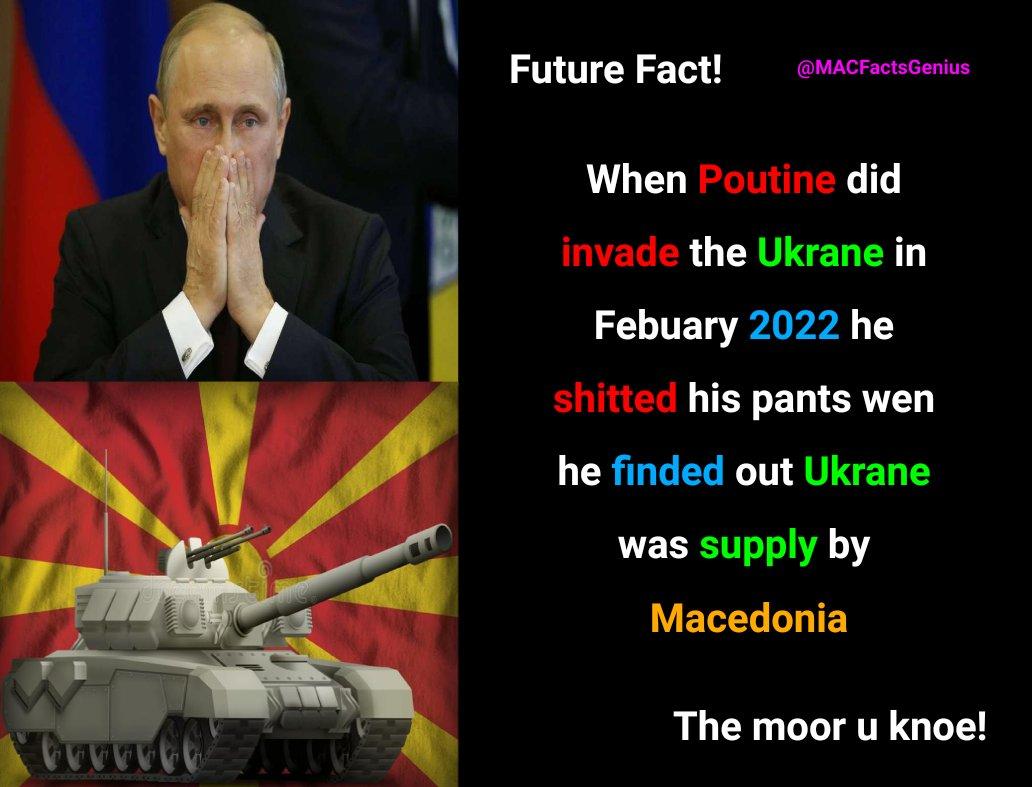 Future Fact! @MACFactsGenius
When Poutine did
invade the Ukrane in
Febuary 2022 he
shitted his pants wen
he finded out Ukrane
was supply by
Macedonia
The moor u knoe!